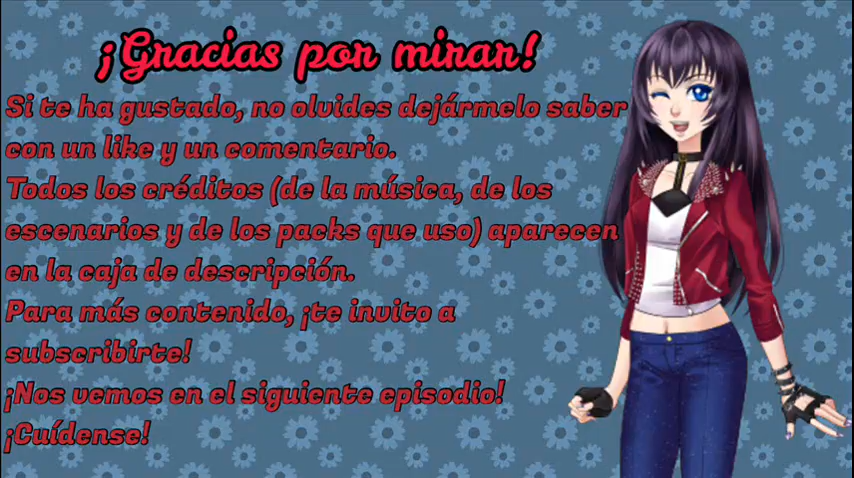 ¡Gracias por mirar!
Si te ha gustado, no olvides dejármelo saber
con un like y un comentario.
Todos los créditos (de la música, de los
escenarios y de los packs que uso) aparecen
en la caja de descripción.
Para más contenido, ¡te invito a
subscribirte!
¡Nos vemos en el siguiente episodio!
¡Cuídense!